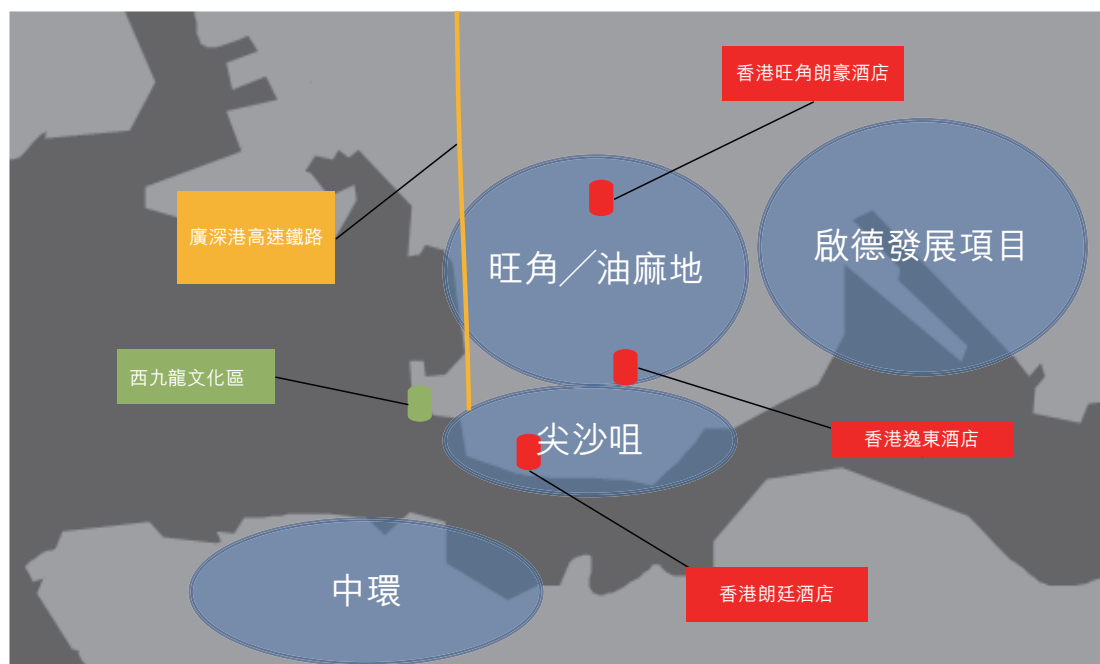 香港旺角朗豪酒店
廣深港高速鐵路
旺角／油麻地
啟德發展項目
西九龍文化區
尖沙咀
香港逸東酒店
中環
香港朗廷酒店